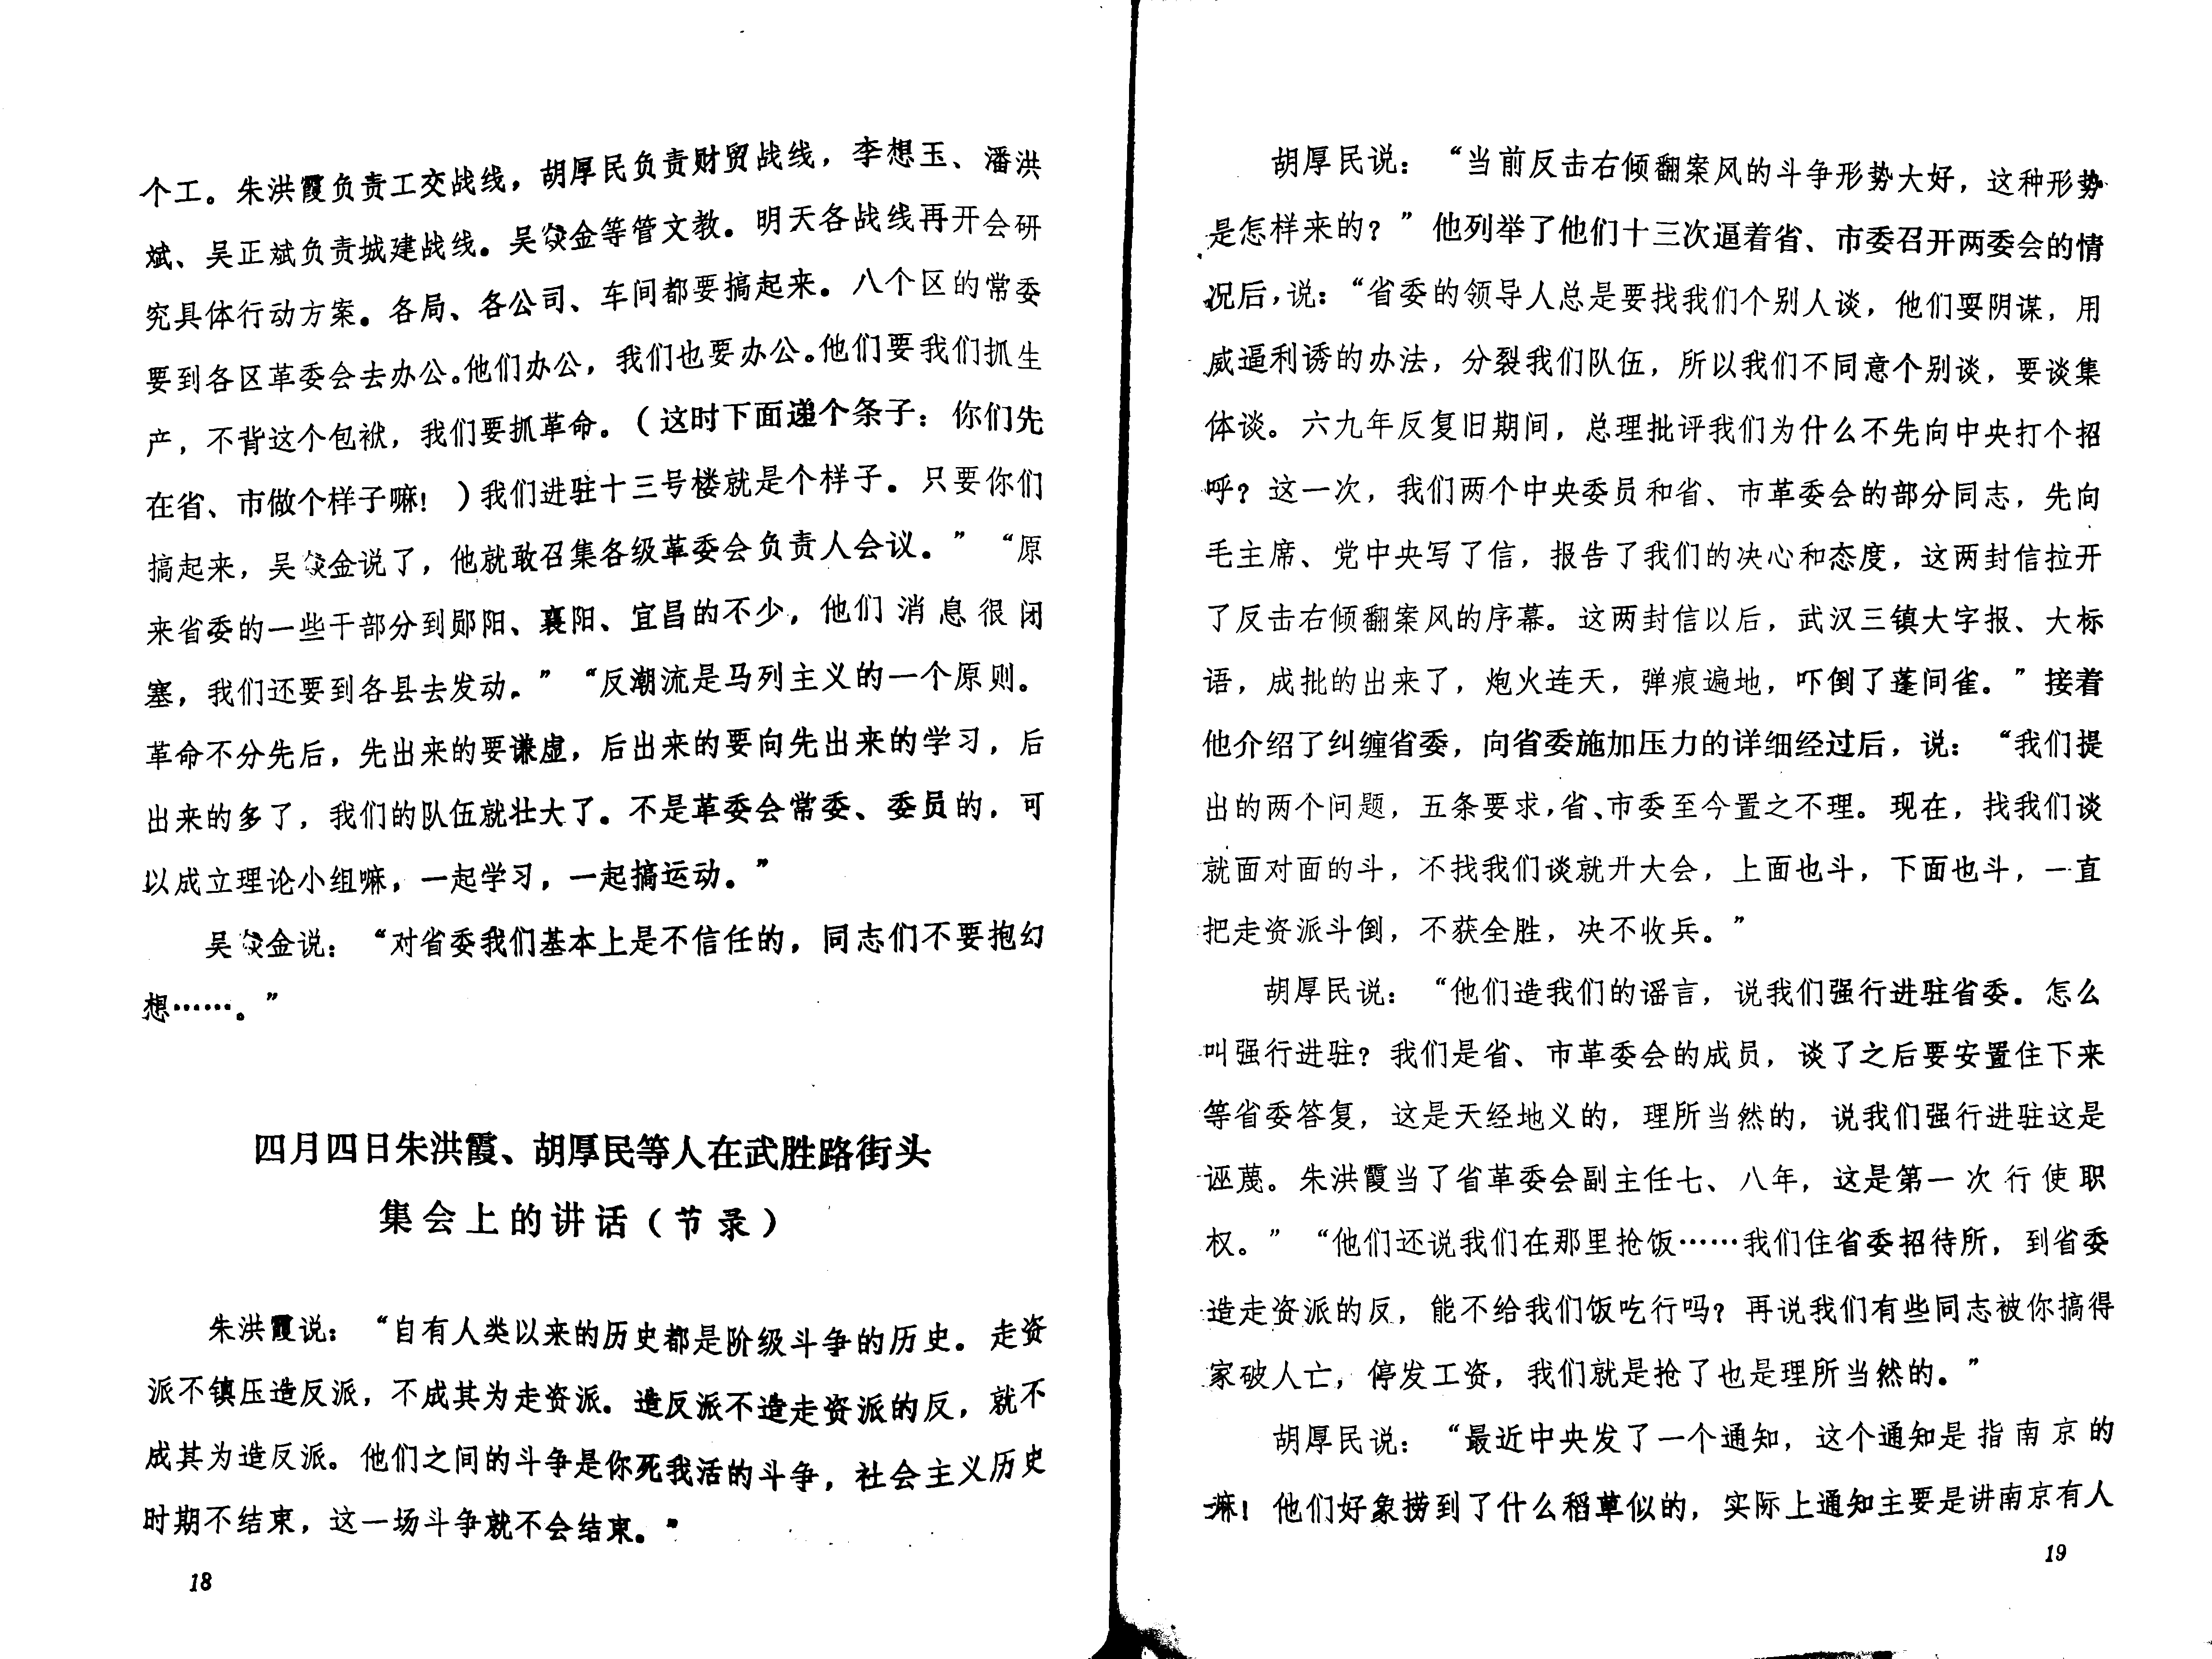 个工。朱洪霞负责工交战线，胡厚民负责财贸战线，李想玉、潘洪
斌、吴正斌负责城建战线。吴焱金等管文教。明天各战线再开会研
究具体行动方案。各局、各公司、车间都要搞起来。八个区的常委
要到各区革委会去办公。他们办公，我们也要办公。他们要我们抓生
产，不背这个包袱，我们要抓革命。（这时下面递个条子：你们先
在省、市做个样子嘛！）我们进驻十三号楼就是个样子。只要你们
搞起来，吴焱金说了，他就敢召集各级革委会负责人会议。”“原
来省委的一些干部分到郧阳、襄阳、宜昌的不少，他们消息很闭
塞，我们还要到各县去发动。”“反潮流是马列主义的一个原则。
革命不分先后，先出来的要谦虚，后出来的要向先出来的学习，后
出来的多了，我们的队伍就壮大了。不是革委会常委、委员的，可
以成立理论小组嘛，一起学习，一起搞运动。”
吴焱金说：“对省委我们基本上是不信任的，同志们不要抱幻
想……。”
四月四日朱洪霞、胡厚民等人在武胜路街头
集会上的讲话（节录）
朱洪霞说：“自有人类以来的历史都是阶级斗争的历史。走资
派不镇压造反派，不成其为走资派。造反派不造走资派的反，就不
成其为造反派。他们之间的斗争是你死我活的斗争，社会主义历史
时期不结束，这一场斗争就不会结束。”
18
胡厚民说：“当前反击右倾翻案风的斗争形势大好，这种形势
是怎样来的？”他列举了他们十三次逼着省、市委召开两委会的情
况后，说：“省委的领导人总是要找我们个别人谈，他们耍阴谋，用
威逼利诱的办法，分裂我们队伍，所以我们不同意个别谈，要谈集
体谈。六九年反复旧期间，总理批评我们为什么不先向中央打个招
呼？这一次，我们两个中央委员和省、市革委会的部分同志，先向
毛主席、党中央写了信，报告了我们的决心和态度，这两封信拉开
了反击右倾翻案风的序幕。这两封信以后，武汉三镇大字报、大标
语，成批的出来了，炮火连天，弹痕遍地，吓倒了蓬间雀。”接着
他介绍了纠缠省委，向省委施加压力的详细经过后，说：“我们提
出的两个问题，五条要求，省、市委至今置之不理。现在，找我们谈
就面对面的斗，不找我们谈就开大会，上面也斗，下面也斗，一直
把走资派斗倒，不获全胜，决不收兵。”
胡厚民说：“他们造我们的谣言，说我们强行进驻省委。怎么
叫强行进驻？我们是省、市革委会的成员，谈了之后要安置住下来
等省委答复，这是天经地义的，理所当然的，说我们强行进驻这是
诬蔑。朱洪霞当了省革委会副主任七、八年，这是第一次行使职
权。”“他们还说我们在那里抢饭……我们住省委招待所，到省委
造走资派的反，能不给我们饭吃行吗？再说我们有些同志被你搞得
家破人亡，停发工资，我们就是抢了也是理所当然的。”
胡厚民说：“最近中央发了一个通知，这个通知是指南京的
嘛！他们好象捞到了什么稻草似的，实际上通知主要是讲南京有人
19